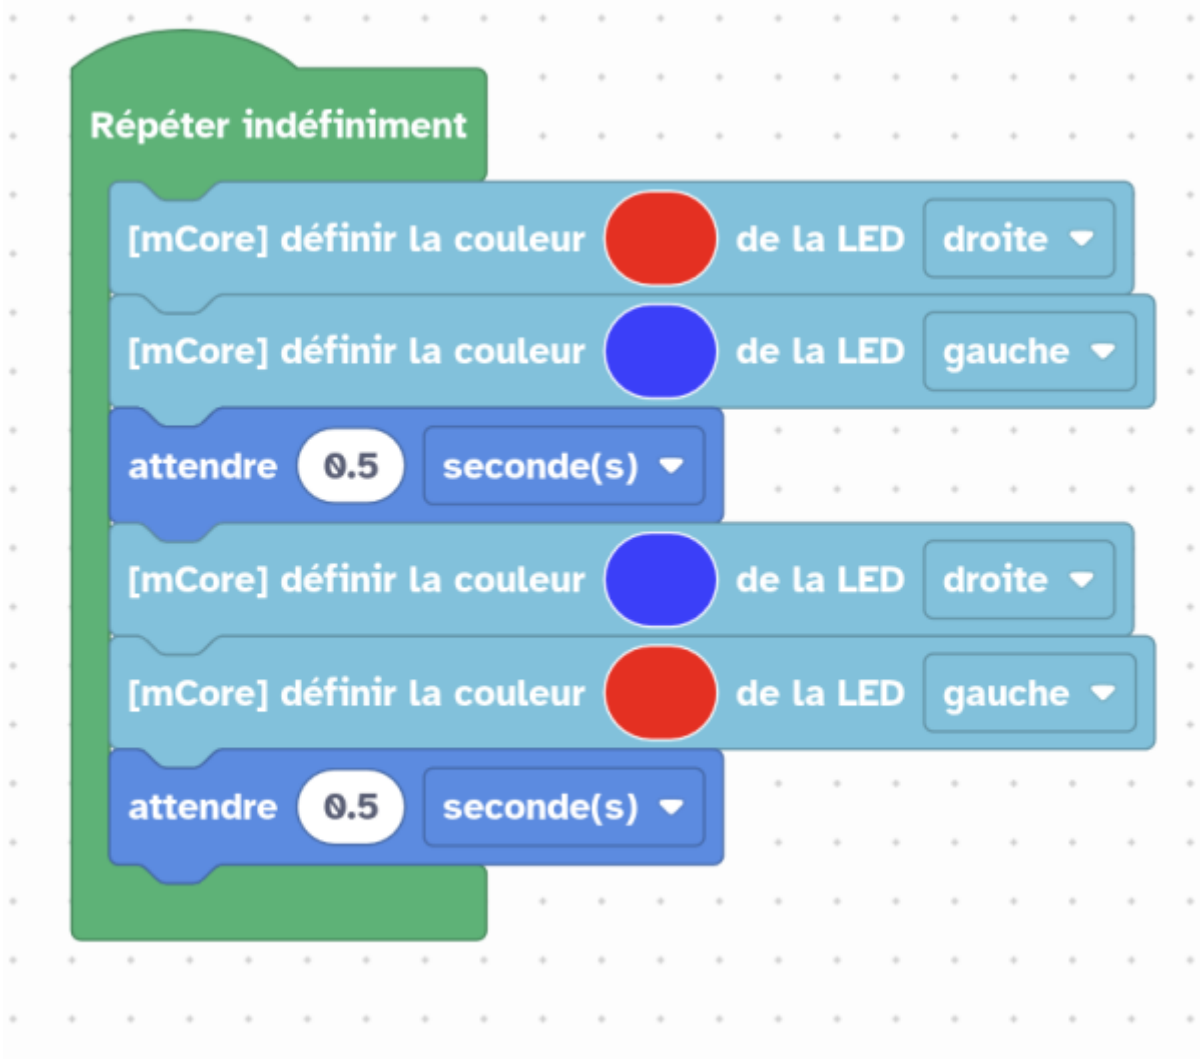 Répéter indéfiniment
[mCore] définir la couleur de la LED droite
[mCore] définir la couleur de la LED gauche
attendre 0.5 seconde(s)
[mCore] définir la couleur de la LED droite
[mCore] définir la couleur de la LED gauche
attendre 0.5 seconde(s)